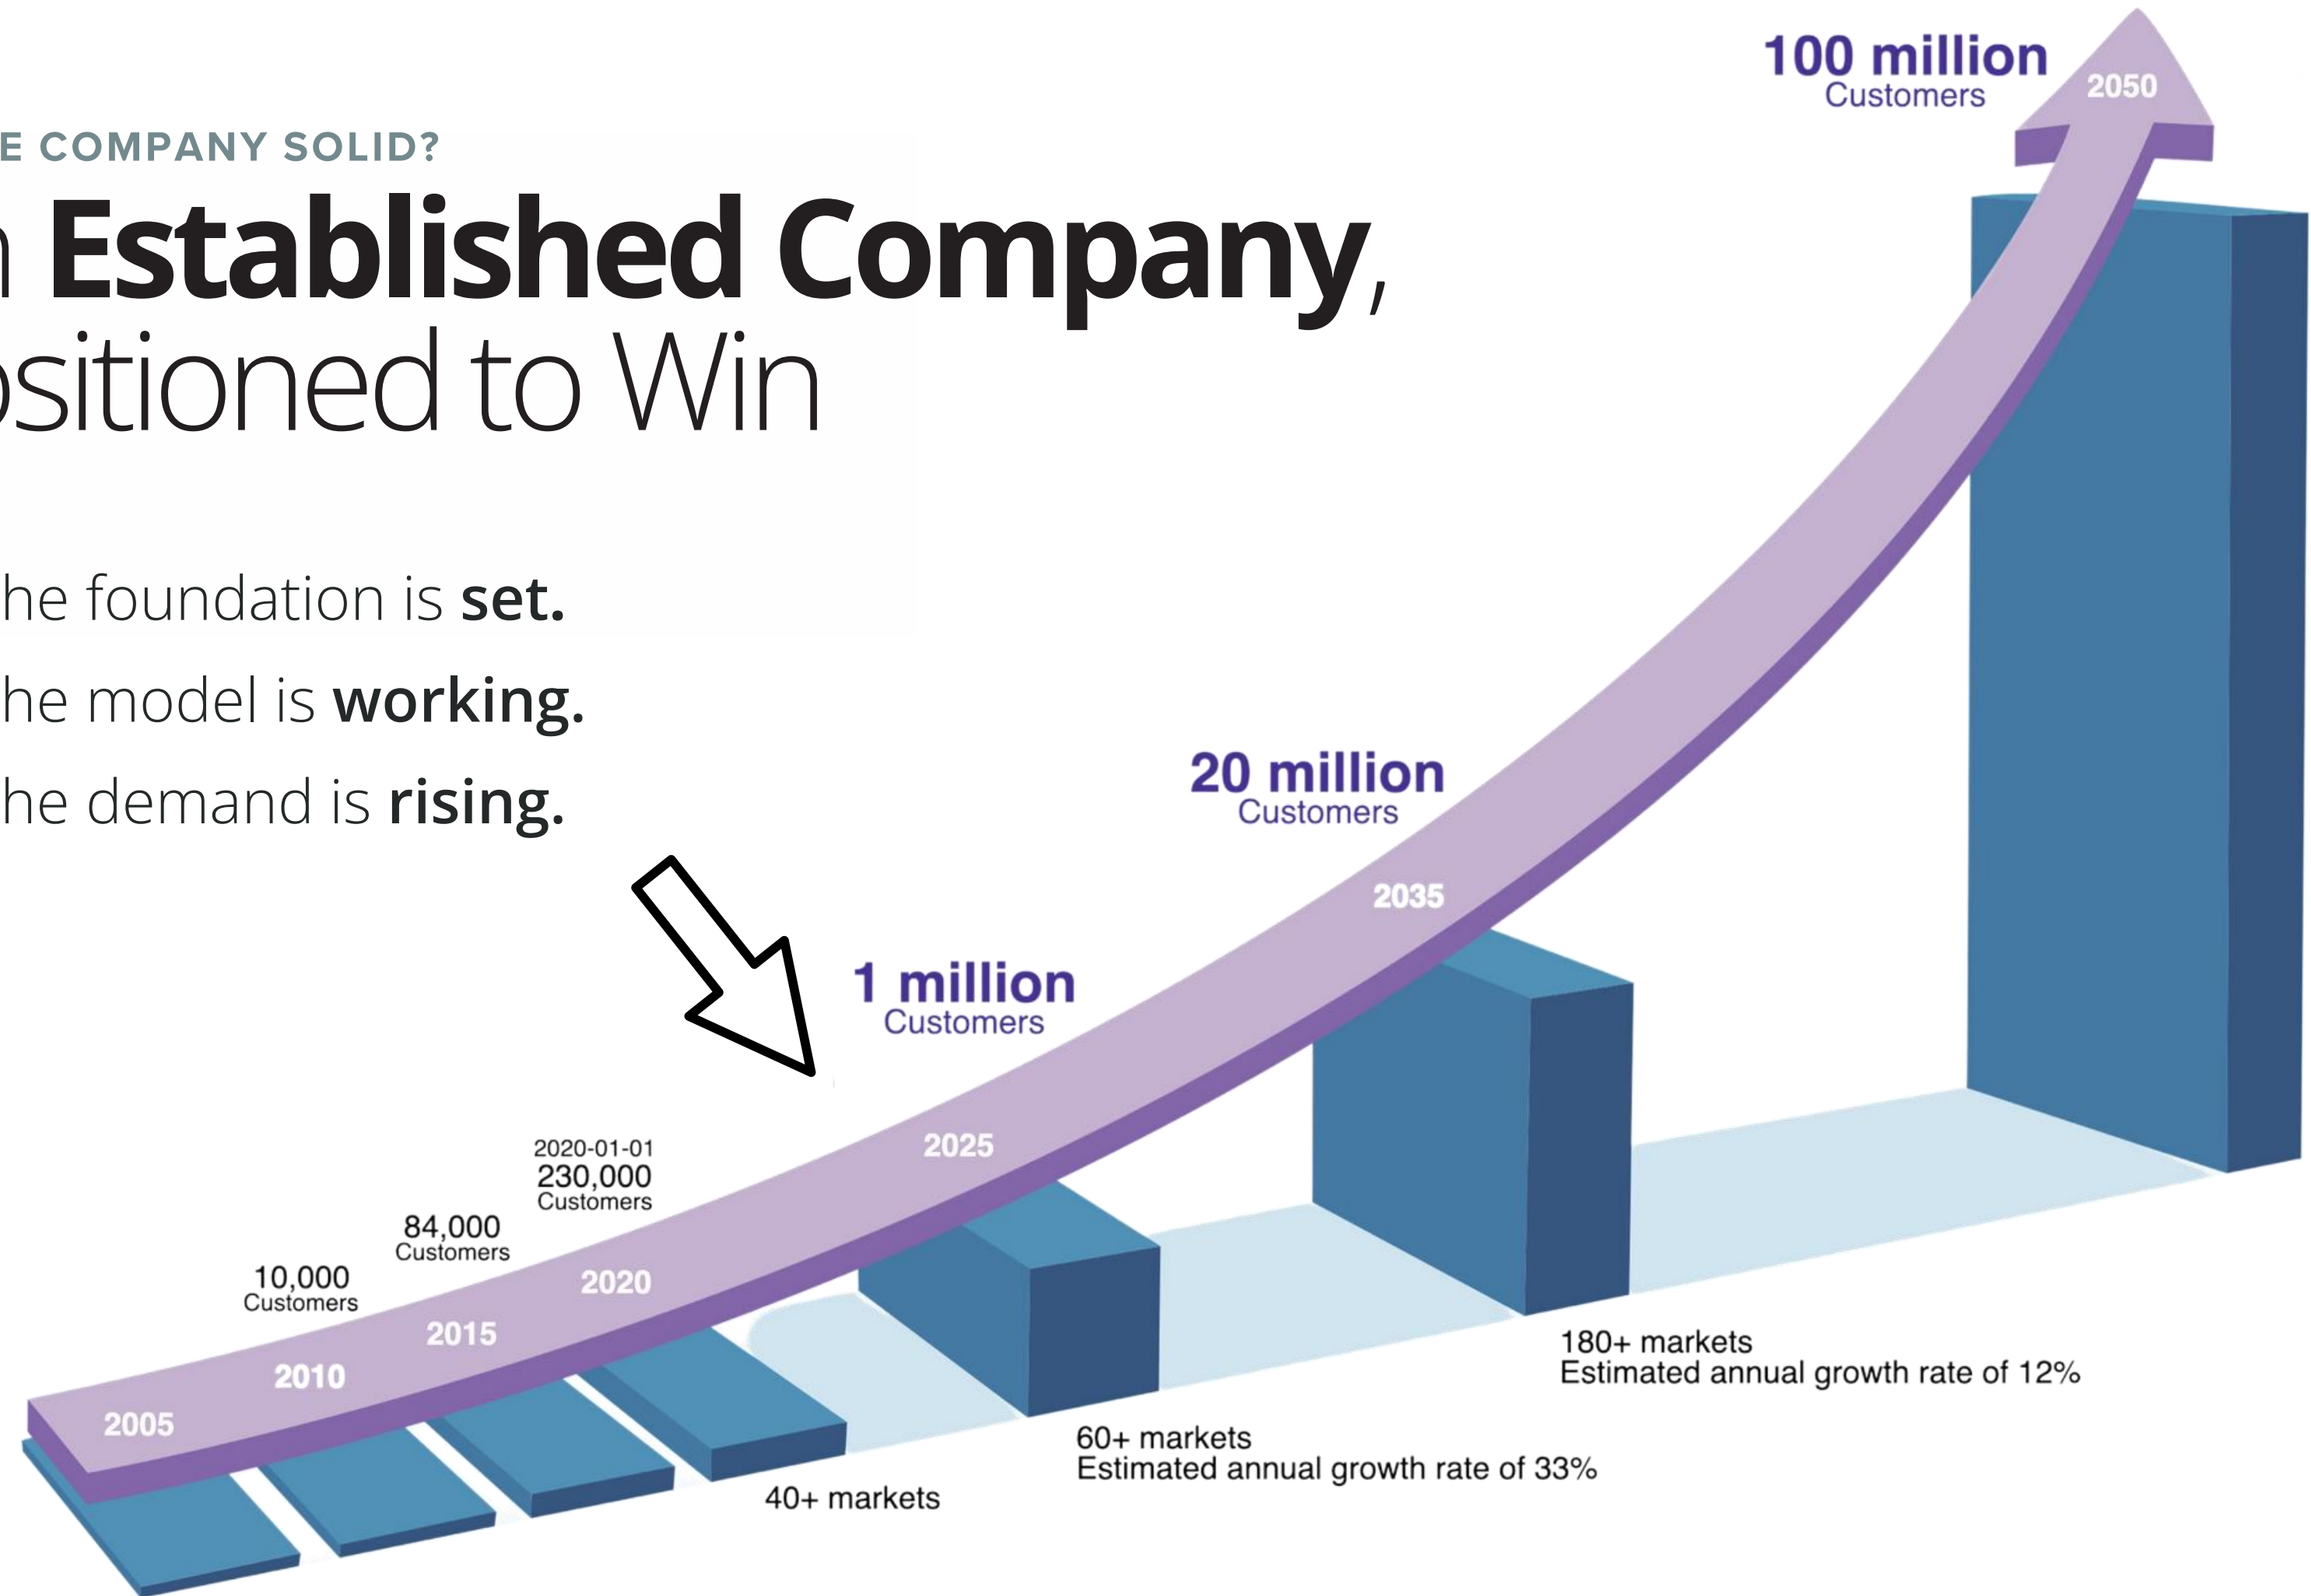 E COMPANY SOLID?
Established Company,
sitioned to Win
he foundation is set.
he model is working.
he demand is rising.
100 million
Customers
2050
20 million
Customers
2035
1 million
Customers
2025
2020-01-01
230,000
Customers
2020
84,000
Customers
2015
10,000
Customers
2010
2005
40+ markets
60+ markets
Estimated annual growth rate of 33%
180+ markets
Estimated annual growth rate of 12%